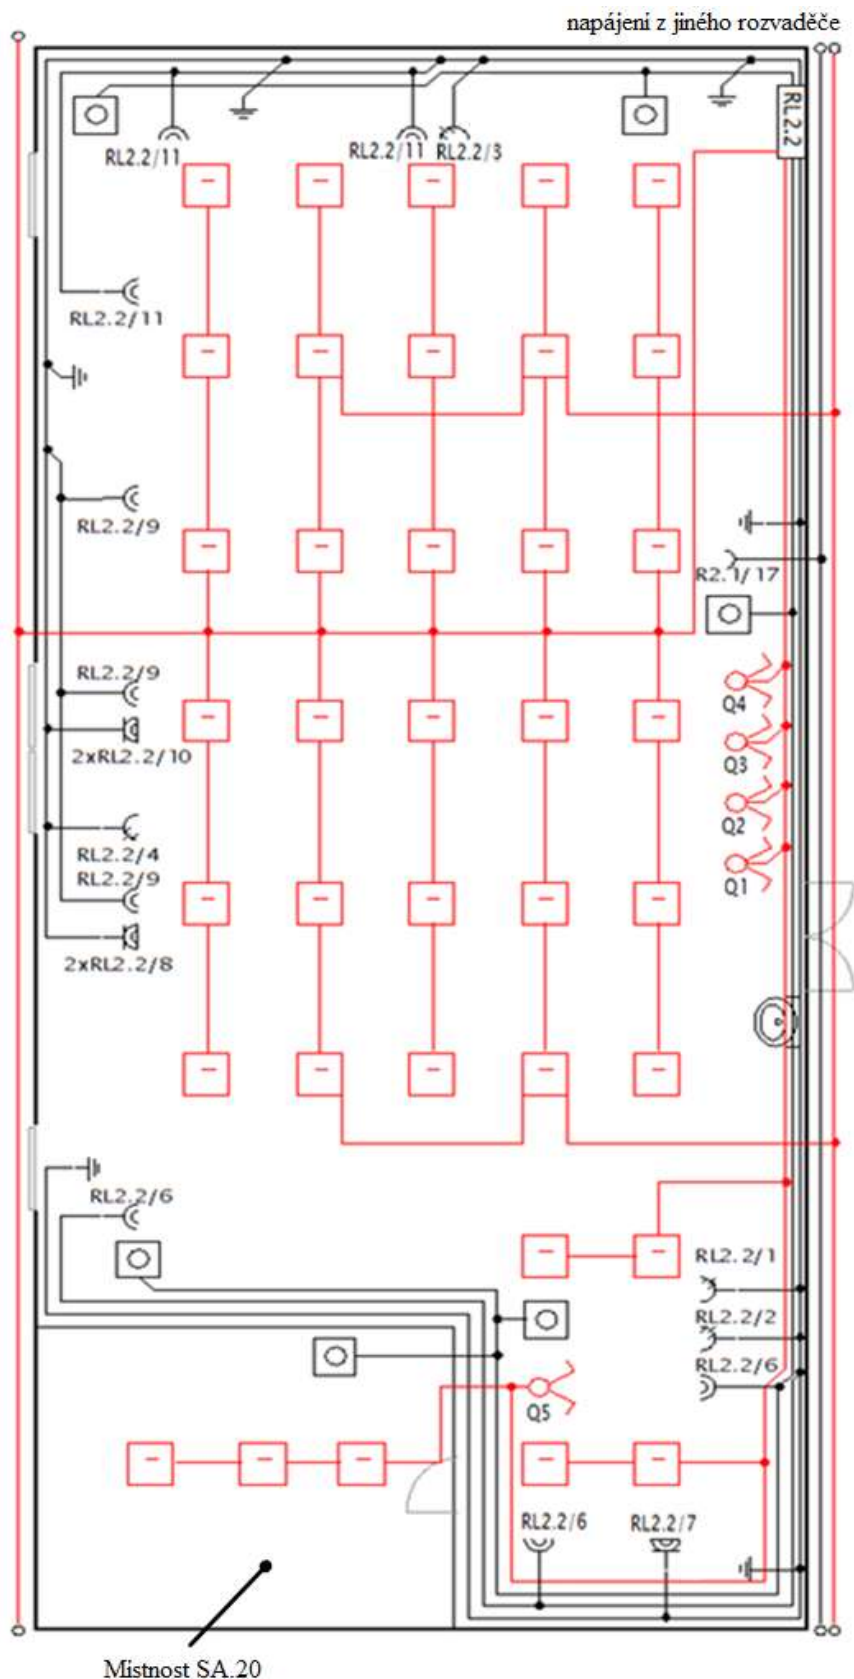 napájení z jiného rozvaděče
RL2.2
RL2.2/11
RL2.2/11
RL2.2/3
RL2.2/11
RL2.2/9
R2.1/17
RL2.2/9
Q4
2xRL2.2/10
Q3
Q2
RL2.2/4
RL2.2/9
Q1
2xRL2.2/8
RL2.2/6
RL2.2/1
RL2.2/2
RL2.2/6
Q5
RL2.2/6
RL2.2/7
Místnost SA.20